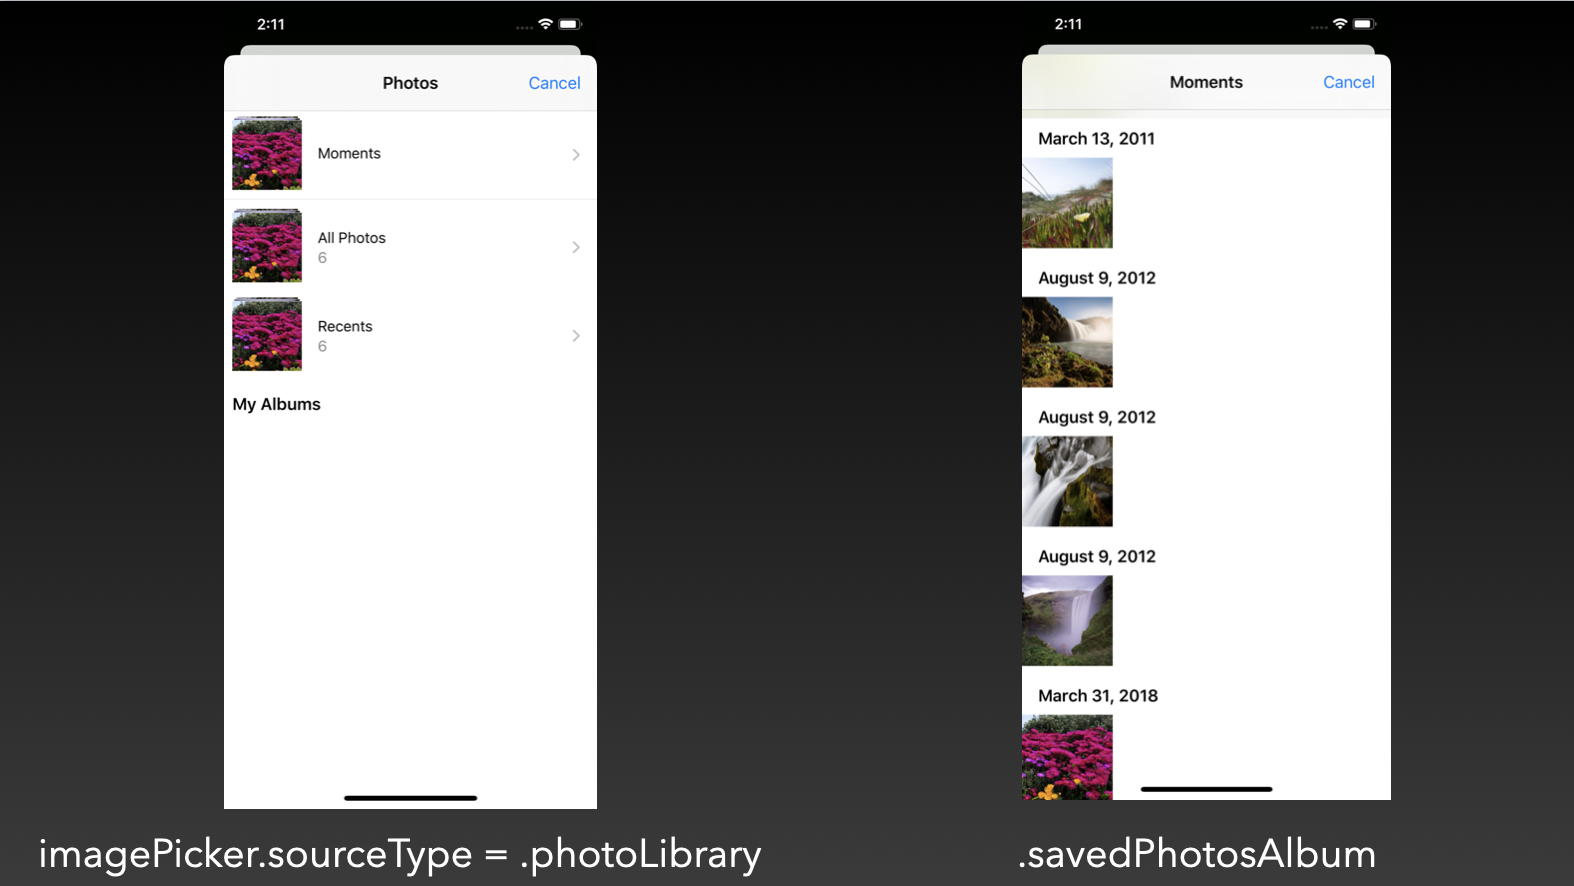 2:11
Photos
Cancel
Moments
All Photos
6
Recents
6
My Albums
imagePicker.sourceType = .photoLibrary
2:11
Moments
Cancel
March 13, 2011
August 9, 2012
August 9, 2012
August 9, 2012
March 31, 2018
.savedPhotosAlbum